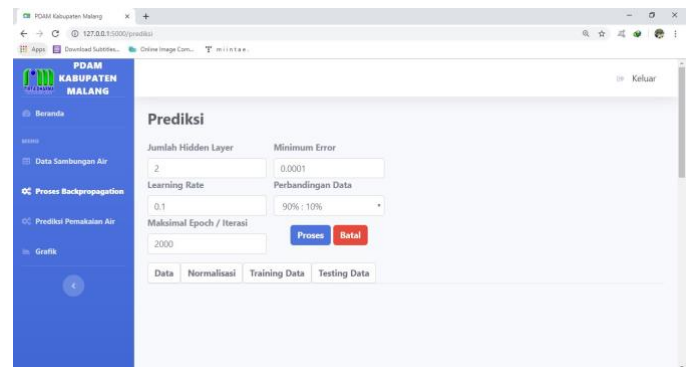 PDAM Kabupaten Malang
127.0.0.1:5000/prediksi
Apps Download Subtitles... Online Image Com... T m i i n t a e .
PDAM
KABUPATEN
MALANG
Keluar
Beranda
MENU
Data Sambungan Air
Proses Backpropagation
Prediksi Pemakaian Air
Grafik
Prediksi
Jumlah Hidden Layer
Minimum Error
2
0.0001
Learning Rate
Perbandingan Data
0.1
90% : 10%
Maksimal Epoch / Iterasi
2000
Proses
Batal
Data
Normalisasi
Training Data
Testing Data